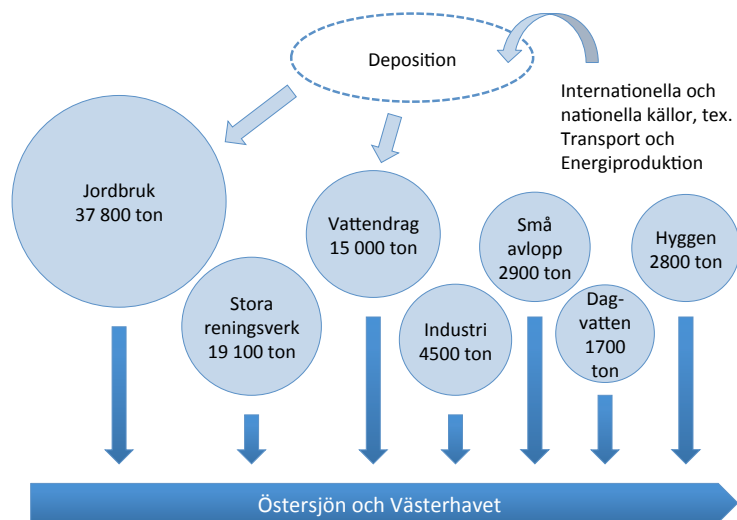 Deposition
Internationella och
nationella källor, tex.
Transport och
Energiproduktion
Jordbruk
37 800 ton
Stora
reningsverk
19 100 ton
Vattendrag
15 000 ton
Industri
4500 ton
Små
avlopp
2900 ton
Dag-
vatten
1700
ton
Hyggen
2800 ton
Östersjön och Västerhavet